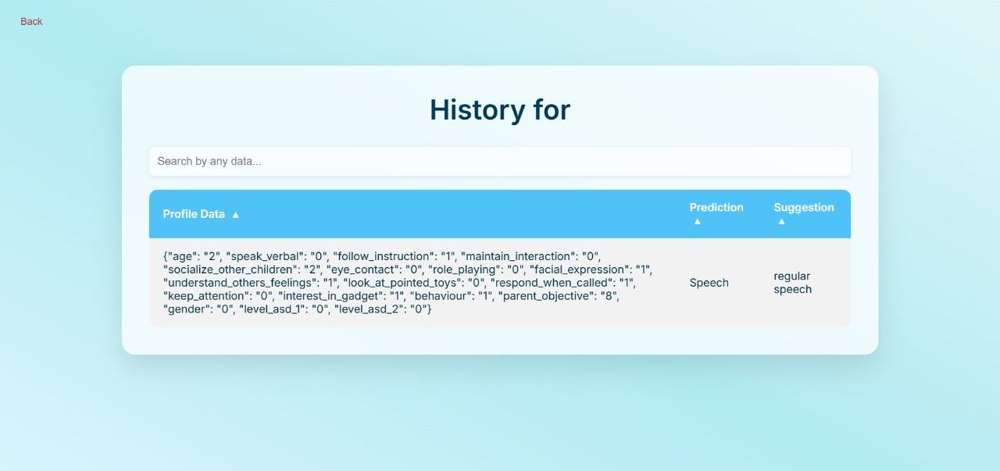 Back
History for
Search by any data...
Profile Data ▲
Prediction ▲
Suggestion ▲
{"age": "2", "speak_verbal": "0", "follow_instruction": "1", "maintain_interaction": "0",
"socialize_other_children": "2", "eye_contact": "0", "role_playing": "0", "facial_expression": "1",
"understand_others_feelings": "1", "look_at_pointed_toys": "0", "respond_when_called": "1",
"keep_attention": "0", "interest_in_gadget": "1", "behaviour": "1", "parent_objective": "8",
"gender": "0", "level_asd_1": "0", "level_asd_2": "0"}
Speech
regular
speech